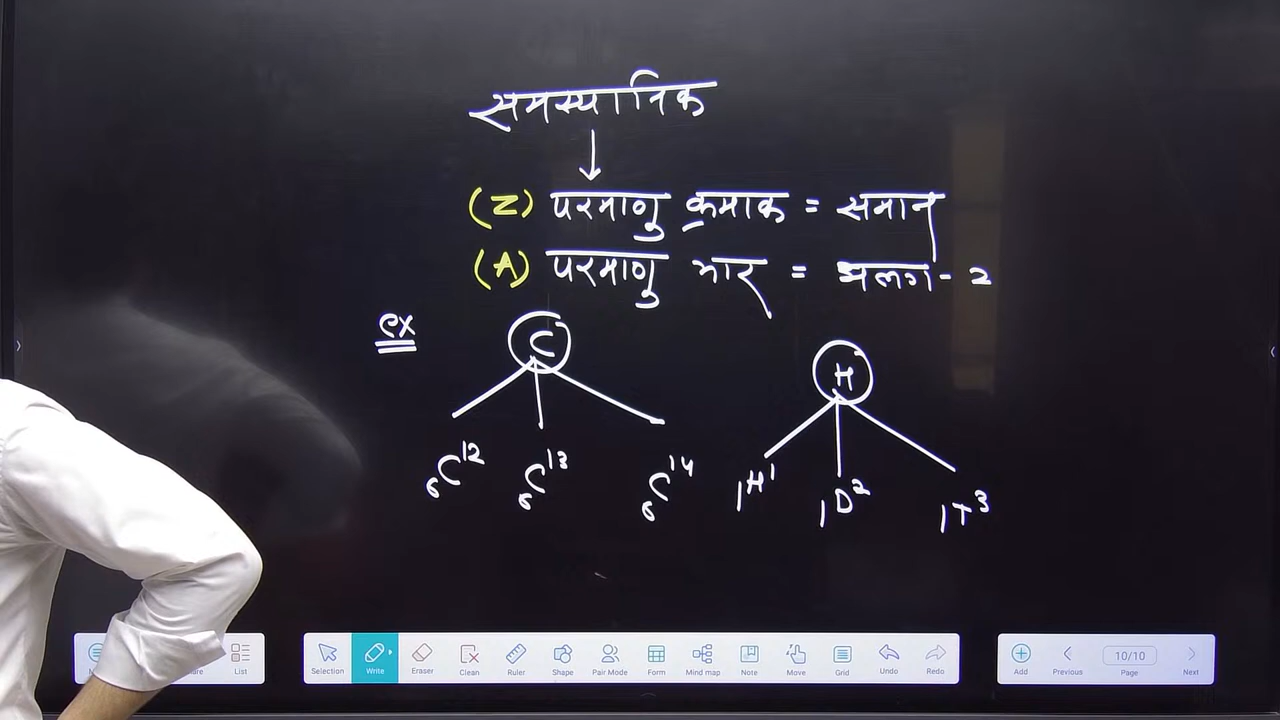 समस्थानिक
↓
(Z) परमाणु क्रमाक = समान
(A) परमाणु भार = अलग-2
ex C H
₆C¹² ₆C¹³ ₆C¹⁴ ₁H¹ ₁D² ₁T³
List Selection Write Eraser Clean Ruler Shape Pair Mode Form Mind map Note Move Grid Undo Redo Add Previous 10/10 Page Next